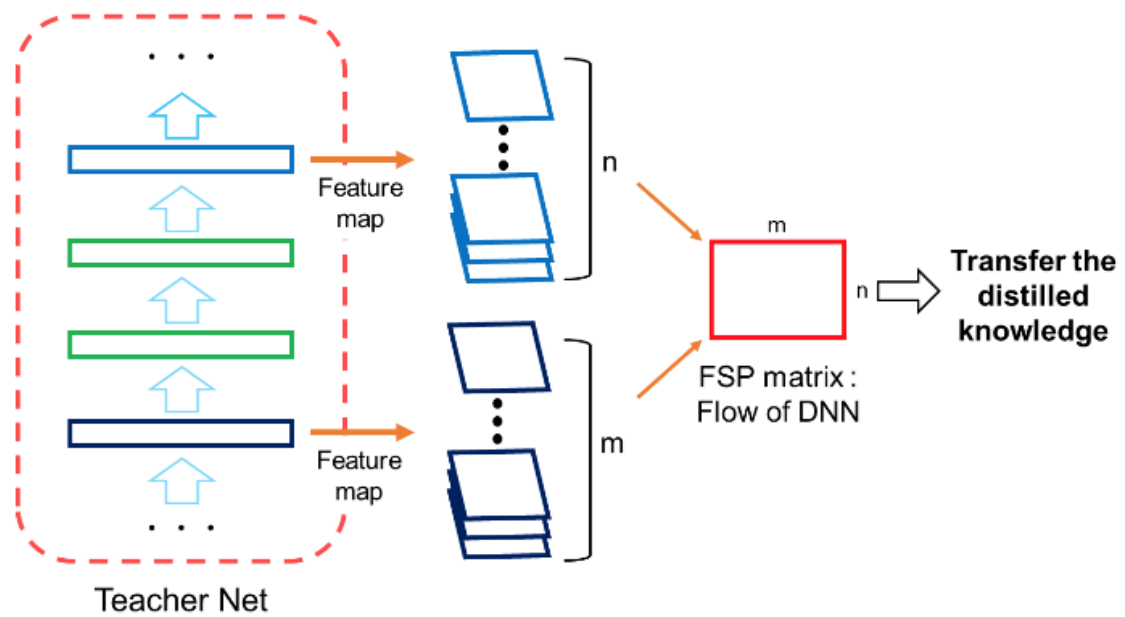 . . .
Feature
map
n
m
n
Transfer the
distilled
knowledge
FSP matrix :
Flow of DNN
Feature
map
m
. . .
Teacher Net